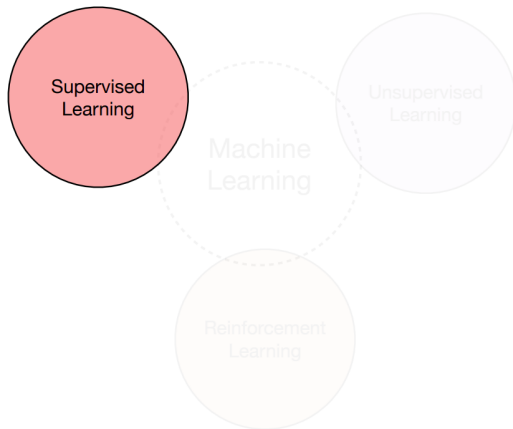 Supervised
Learning
Unsupervised
Learning
Machine
Learning
Reinforcement
Learning